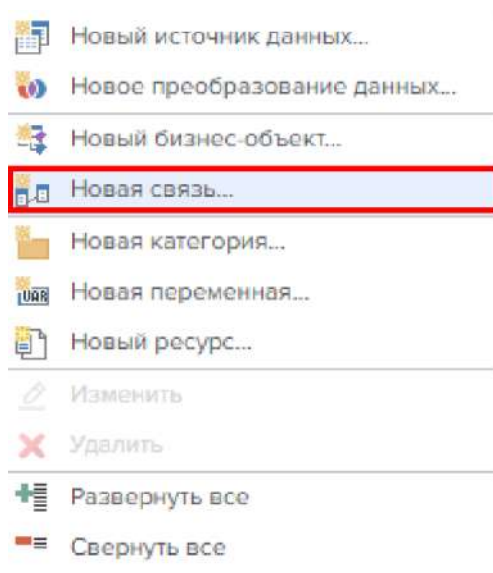 Новый источник данных...
Новое преобразование данных...
Новый бизнес-объект...
Новая связь...
Новая категория...
UAR Новая переменная...
Новый ресурс...
Изменить
Удалить
Развернуть все
Свернуть все